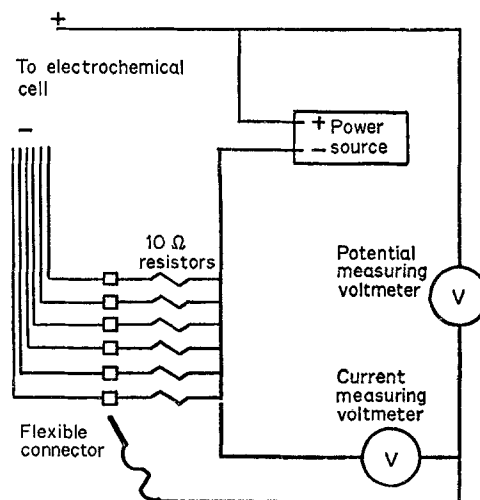 +
To electrochemical
cell
−
+ Power
− source
10 Ω
resistors
Potential
measuring
voltmeter
V
Current
measuring
voltmeter
V
Flexible
connector